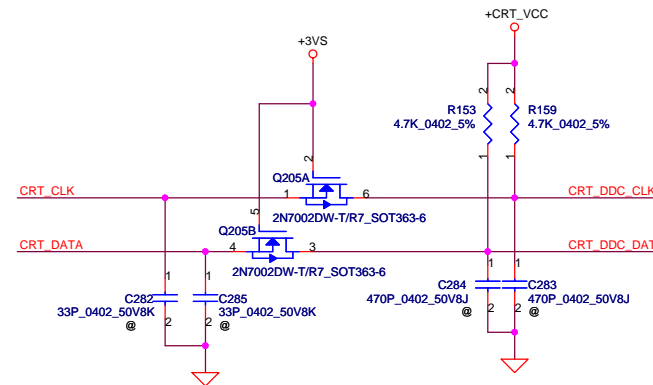 +CRT_VCC
+3VS
2
2
R153
R159
4.7K_0402_5%
4.7K_0402_5%
1
1
2
Q205A
CRT_CLK
1
6
CRT_DDC_CLK
2N7002DW-T/R7_SOT363-6
5
Q205B
CRT_DATA
4
3
CRT_DDC_DAT
2N7002DW-T/R7_SOT363-6
1
1
1
1
C282
C285
C284
C283
33P_0402_50V8K
33P_0402_50V8K
470P_0402_50V8J
470P_0402_50V8J
2
2
2
2
@
@
@
@